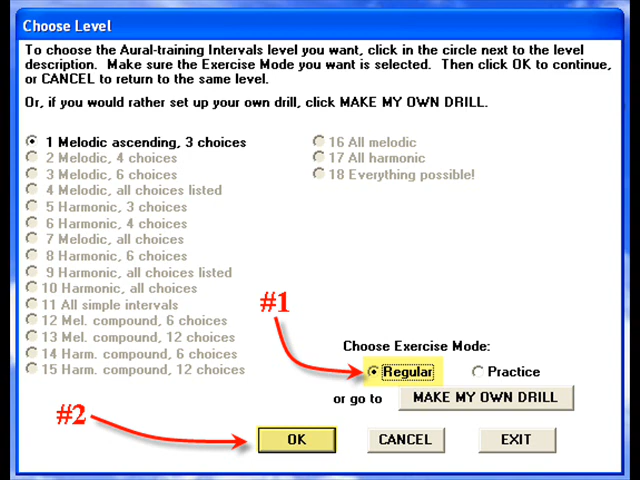 Choose Level
To choose the Aural-training Intervals level you want, click in the circle next to the level
description. Make sure the Exercise Mode you want is selected. Then click OK to continue,
or CANCEL to return to the same level.
Or, if you would rather set up your own drill, click MAKE MY OWN DRILL.
1 Melodic ascending, 3 choices
2 Melodic, 4 choices
3 Melodic, 6 choices
4 Melodic, all choices listed
5 Harmonic, 3 choices
6 Harmonic, 4 choices
7 Melodic, all choices
8 Harmonic, 6 choices
9 Harmonic, all choices listed
10 Harmonic, all choices
11 All simple intervals
12 Mel. compound, 6 choices
13 Mel. compound, 12 choices
14 Harm. compound, 6 choices
15 Harm. compound, 12 choices
16 All melodic
17 All harmonic
18 Everything possible!
#1
Choose Exercise Mode:
Regular
Practice
or go to
MAKE MY OWN DRILL
#2
OK
CANCEL
EXIT